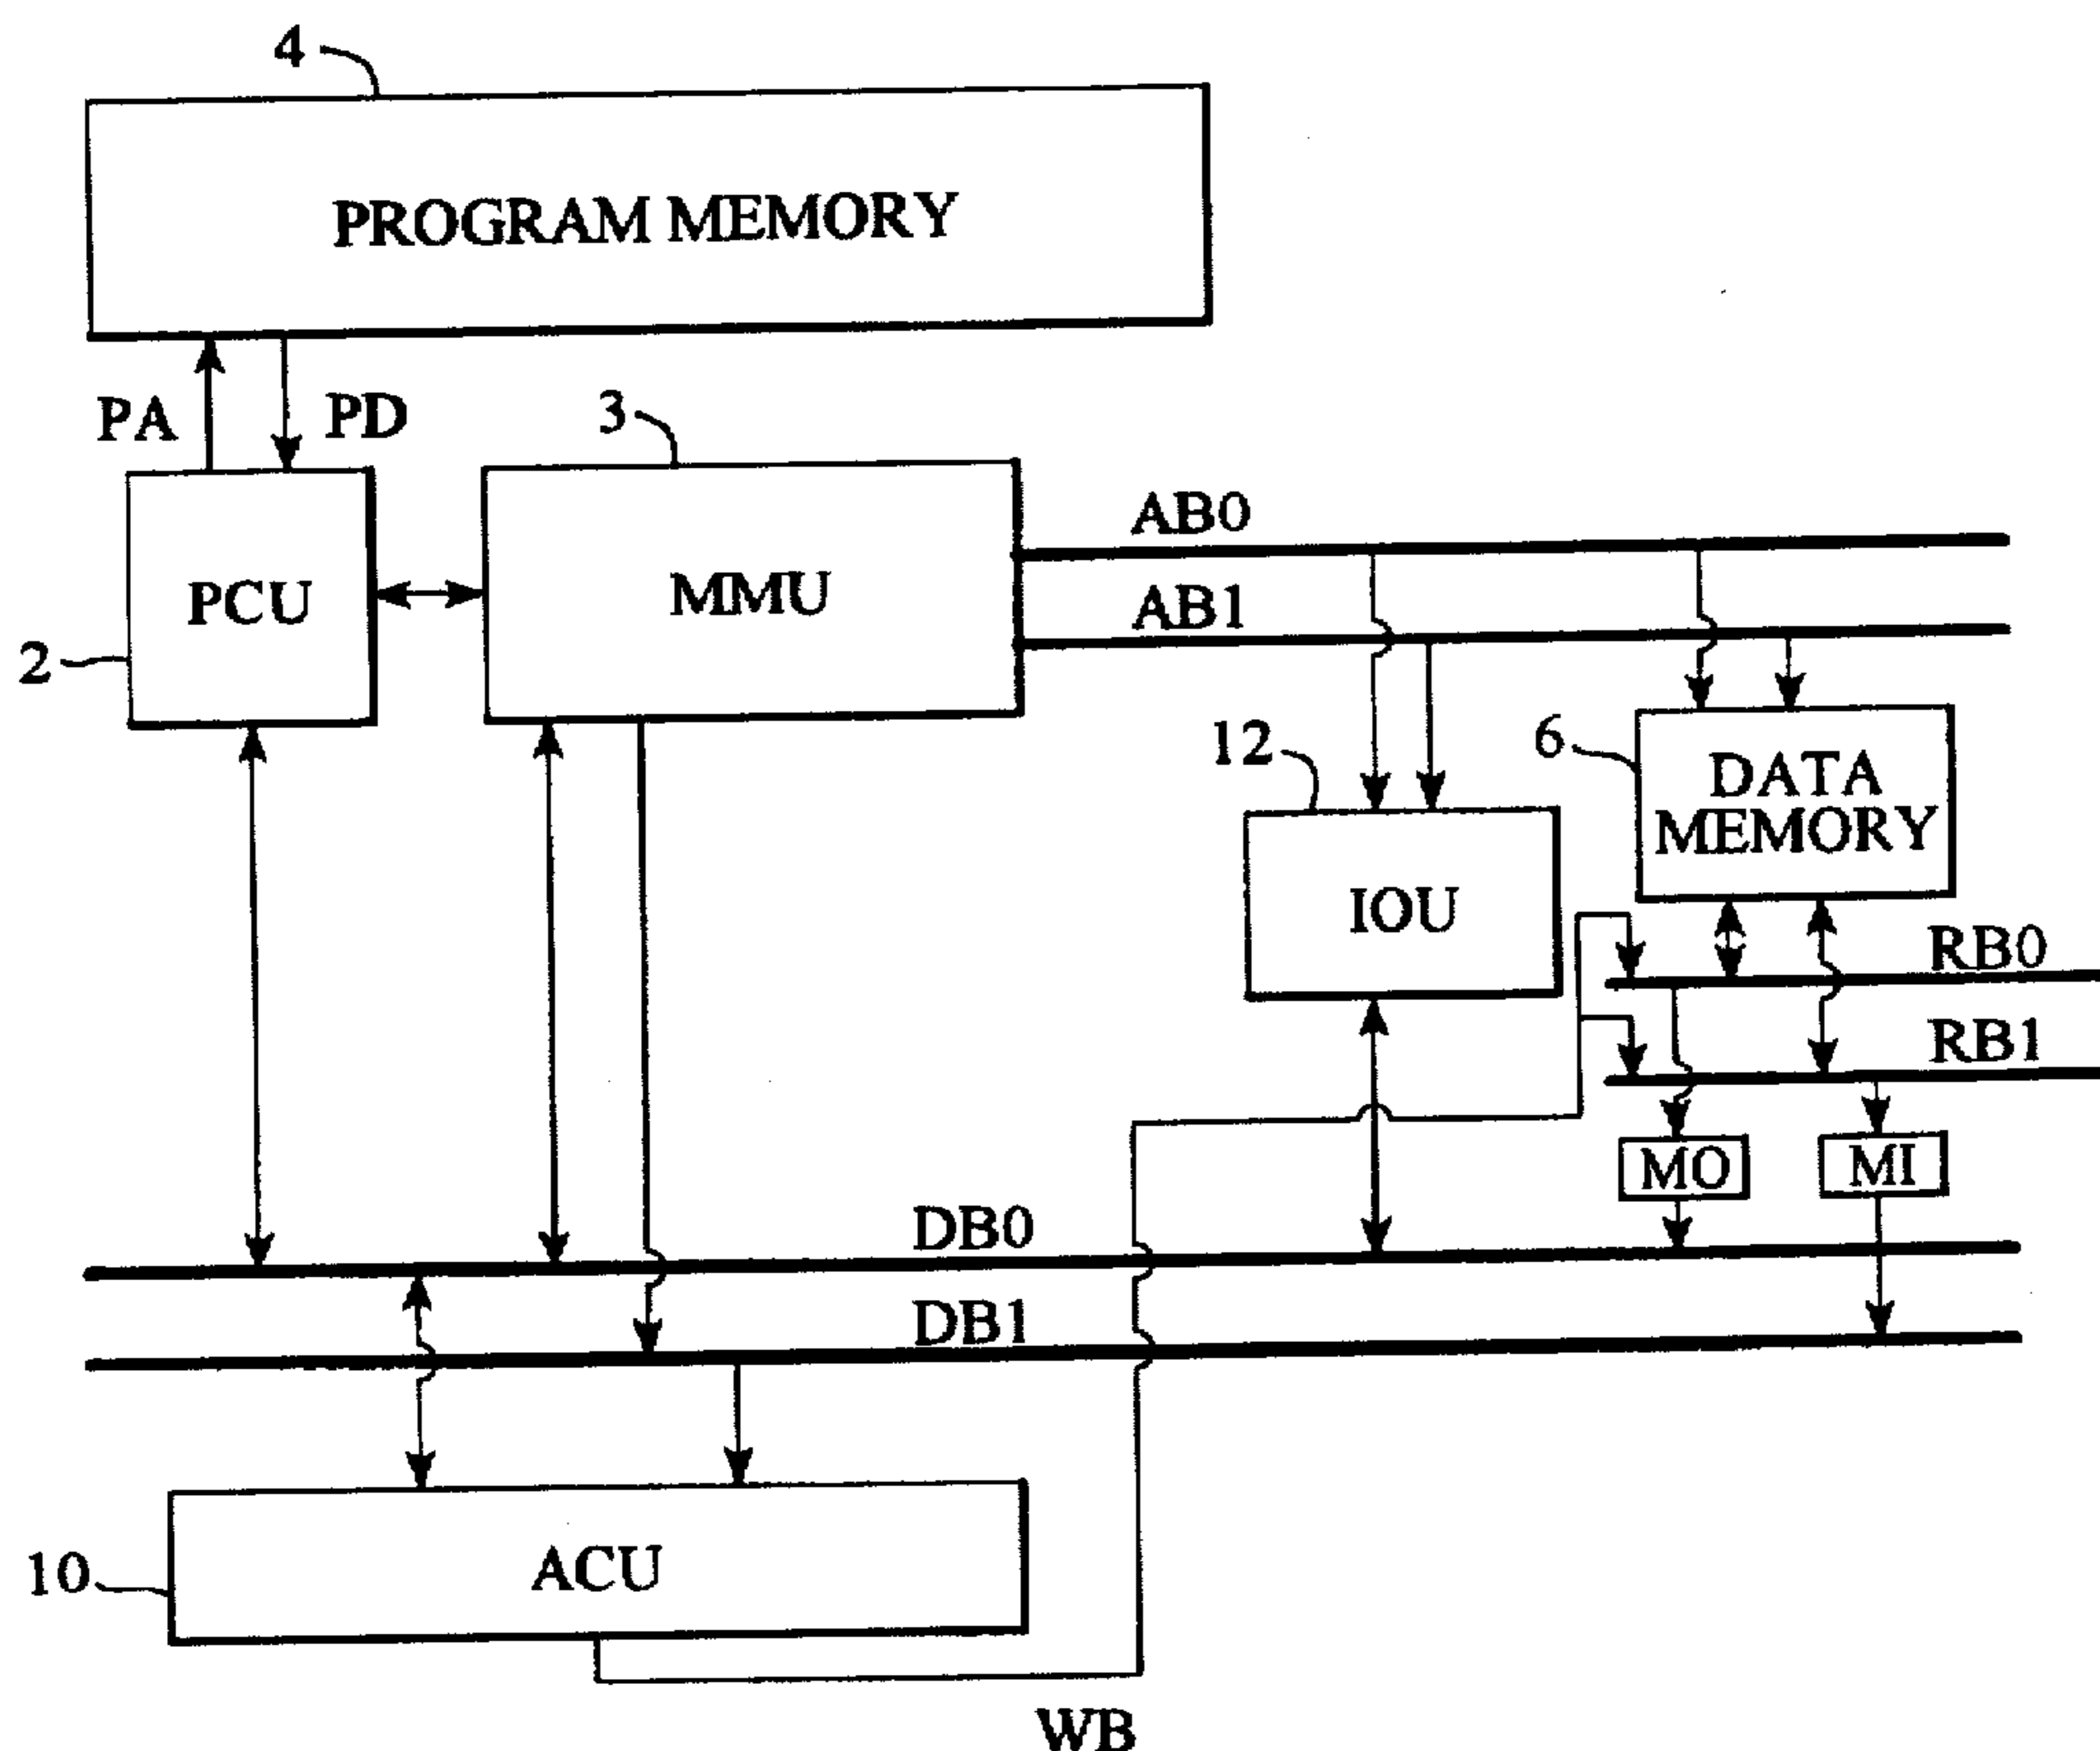 4
PROGRAM MEMORY
PA
PD
3
AB0
PCU
MMU
AB1
2
12
6
DATA
MEMORY
IOU
RB0
RB1
MO
MI
DB0
DB1
10
ACU
WB